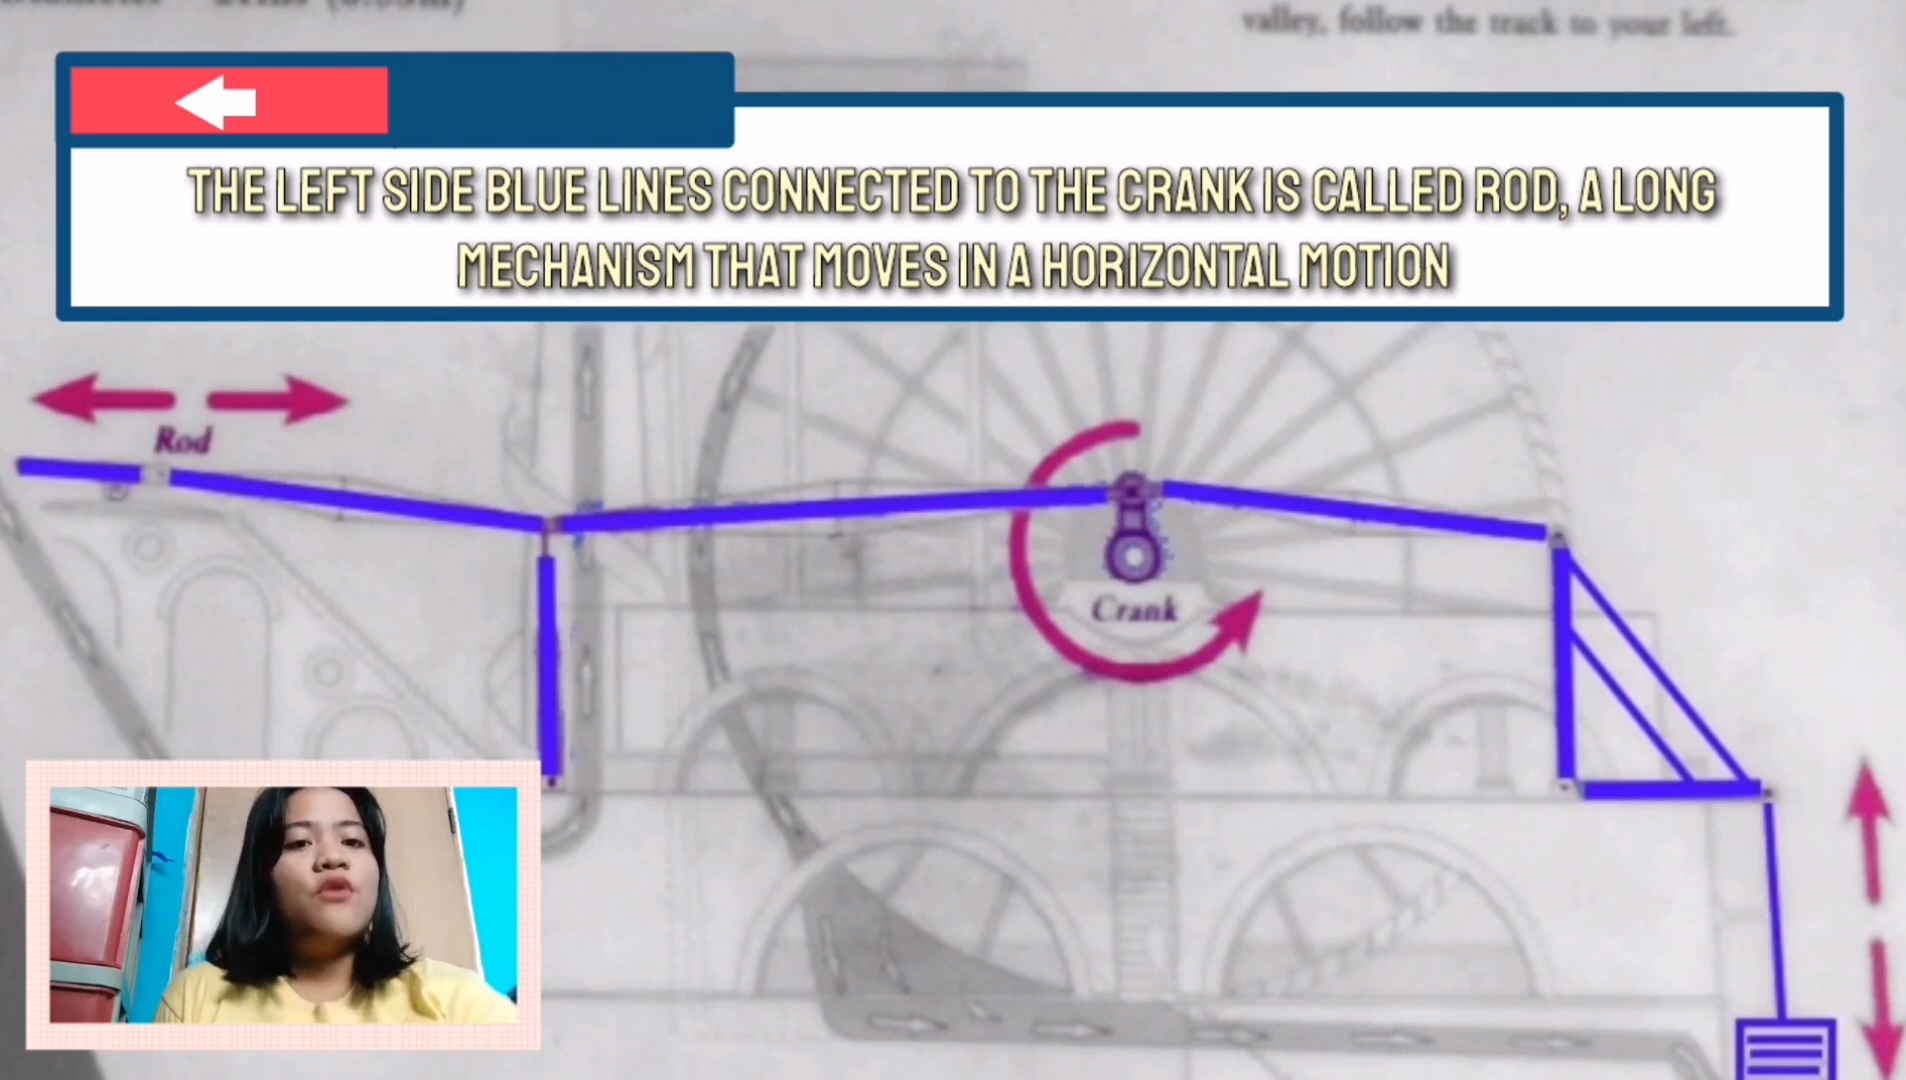 valley, follow the track to your left.
THE LEFT SIDE BLUE LINES CONNECTED TO THE CRANK IS CALLED ROD, A LONG
MECHANISM THAT MOVES IN A HORIZONTAL MOTION
Rod
Crank